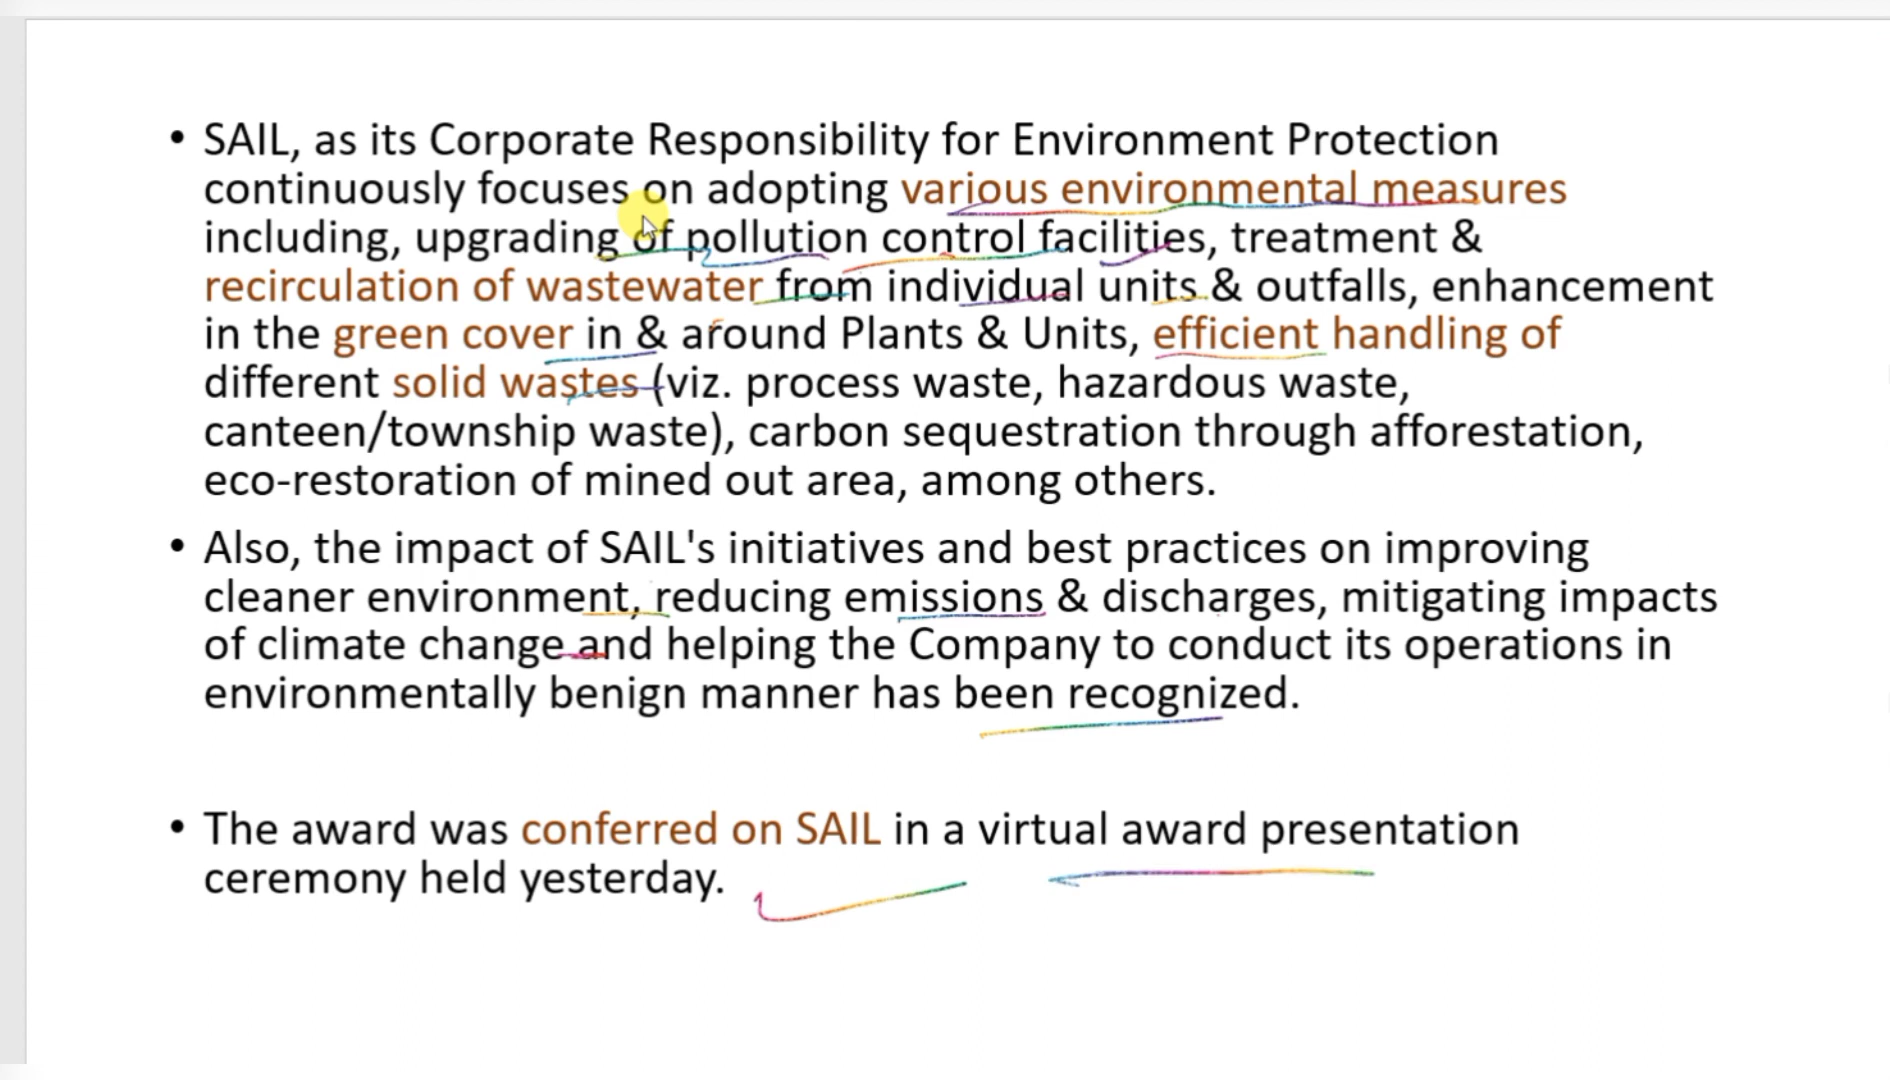 • SAIL, as its Corporate Responsibility for Environment Protection
continuously focuses on adopting various environmental measures
including, upgrading of pollution control facilities, treatment &
recirculation of wastewater from individual units & outfalls, enhancement
in the green cover in & around Plants & Units, efficient handling of
different solid wastes (viz. process waste, hazardous waste,
canteen/township waste), carbon sequestration through afforestation,
eco-restoration of mined out area, among others.
• Also, the impact of SAIL's initiatives and best practices on improving
cleaner environment, reducing emissions & discharges, mitigating impacts
of climate change and helping the Company to conduct its operations in
environmentally benign manner has been recognized.
• The award was conferred on SAIL in a virtual award presentation
ceremony held yesterday.